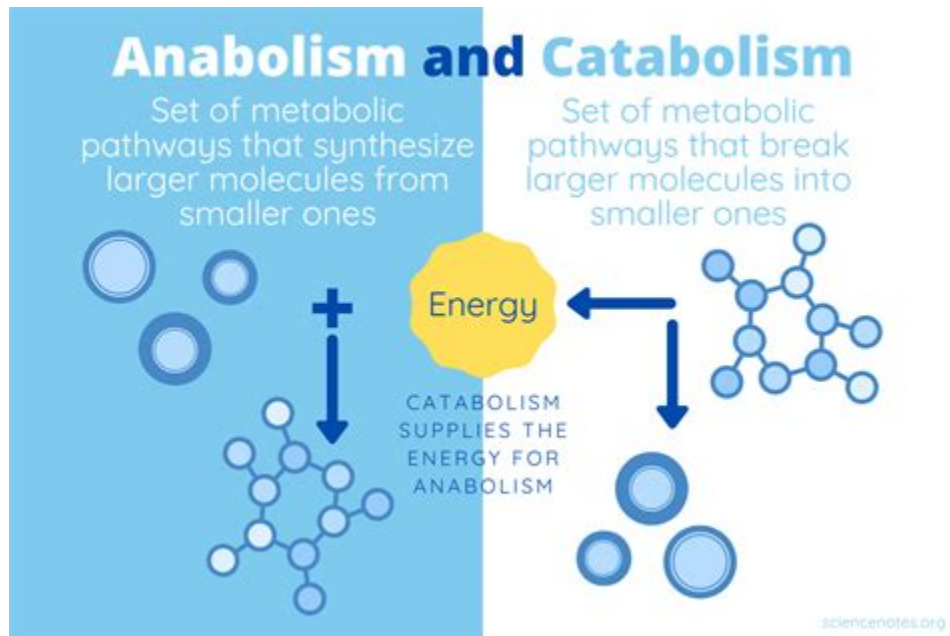 Anabolism and Catabolism
Set of metabolic
pathways that synthesize
larger molecules from
smaller ones
Set of metabolic
pathways that break
larger molecules into
smaller ones
+
Energy
CATABOLISM
SUPPLIES THE
ENERGY FOR
ANABOLISM
sciencenotes.org